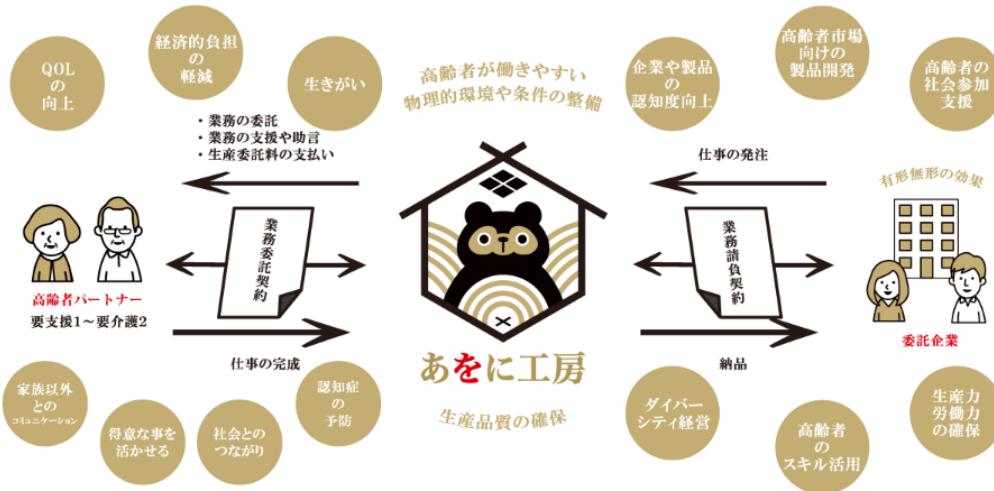 QOL
の
向上
経済的負担
の
軽減
生きがい
・業務の委託
・業務の支援や助言
・生産委託料の支払い
高齢者が働きやすい
物理的環境や条件の整備
企業や製品
の
認知度向上
高齢者市場
向けの
製品開発
高齢者の
社会参加
支援
仕事の発注
有形無形の効果
業務委託契約
業務請負契約
高齢者パートナー
要支援1～要介護2
委託企業
仕事の完成
納品
あをに工房
生産品質の確保
家族以外
との
コミュニケーション
得意な事を
活かせる
社会との
つながり
認知症
の
予防
ダイバー
シティ経営
高齢者
の
スキル活用
生産力
労働力
の確保